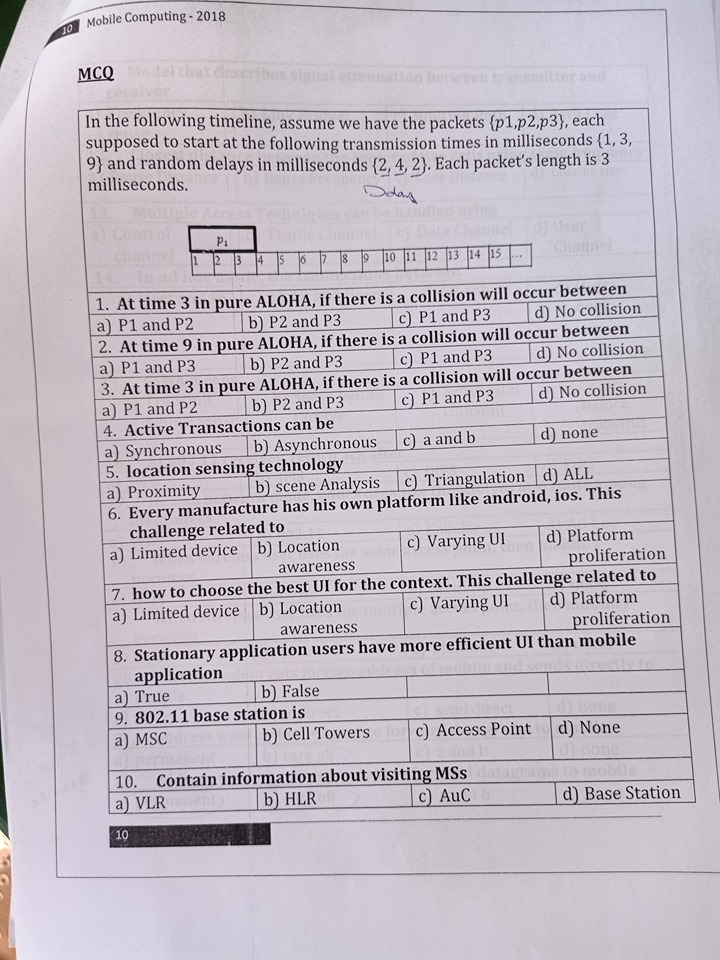 10 Mobile Computing - 2018
MCQ
In the following timeline, assume we have the packets {p1,p2,p3}, each
supposed to start at the following transmission times in milliseconds {1, 3,
9} and random delays in milliseconds {2, 4, 2}. Each packet's length is 3
milliseconds.
Delay
P1
1 2 3 4 5 6 7 8 9 10 11 12 13 14 15 ...
1. At time 3 in pure ALOHA, if there is a collision will occur between
a) P1 and P2 b) P2 and P3 c) P1 and P3 d) No collision
2. At time 9 in pure ALOHA, if there is a collision will occur between
a) P1 and P3 b) P2 and P3 c) P1 and P3 d) No collision
3. At time 3 in pure ALOHA, if there is a collision will occur between
a) P1 and P2 b) P2 and P3 c) P1 and P3 d) No collision
4. Active Transactions can be
a) Synchronous b) Asynchronous c) a and b d) none
5. location sensing technology
a) Proximity b) scene Analysis c) Triangulation d) ALL
6. Every manufacture has his own platform like android, ios. This
challenge related to
a) Limited device b) Location c) Varying UI d) Platform
awareness proliferation
7. how to choose the best UI for the context. This challenge related to
a) Limited device b) Location c) Varying UI d) Platform
awareness proliferation
8. Stationary application users have more efficient UI than mobile
application
a) True b) False
9. 802.11 base station is
a) MSC b) Cell Towers c) Access Point d) None
10. Contain information about visiting MSs
a) VLR b) HLR c) AuC d) Base Station
10